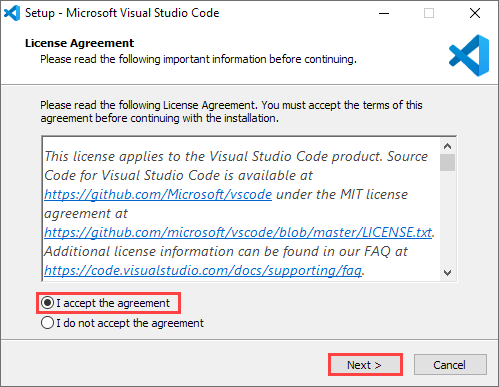 Setup - Microsoft Visual Studio Code
License Agreement
Please read the following important information before continuing.
Please read the following License Agreement. You must accept the terms of this
agreement before continuing with the installation.
This license applies to the Visual Studio Code product. Source
Code for Visual Studio Code is available at
https://github.com/Microsoft/vscode under the MIT license
agreement at
https://github.com/microsoft/vscode/blob/master/LICENSE.txt.
Additional license information can be found in our FAQ at
https://code.visualstudio.com/docs/supporting/faq.
I accept the agreement
I do not accept the agreement
Next >
Cancel